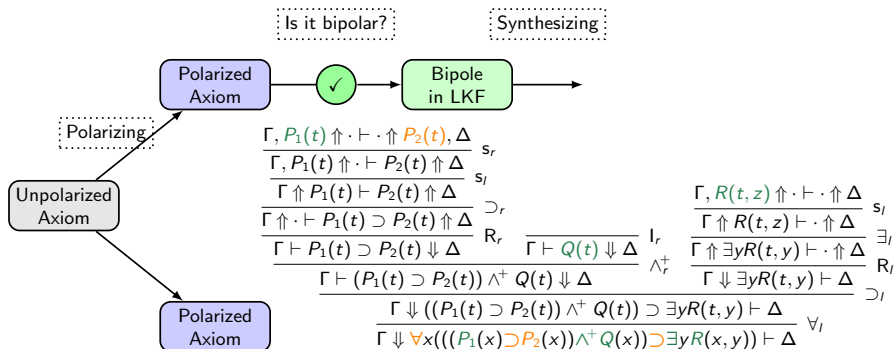 Is it bipolar?
Synthesizing
Polarized
Axiom
✓
Bipole
in LKF
Polarizing
Unpolarized
Axiom
Polarized
Axiom
Γ, P₁(t) ⇑ · ⊢ · ⇑ P₂(t), Δ s_r
Γ, P₁(t) ⇑ · ⊢ P₂(t) ⇑ Δ s_l
Γ ⇑ P₁(t) ⊢ P₂(t) ⇑ Δ ⊃_r
Γ ⇑ · ⊢ P₁(t) ⊃ P₂(t) ⇑ Δ R_r
Γ ⊢ P₁(t) ⊃ P₂(t) ⇓ Δ
I_r
Γ ⊢ Q(t) ⇓ Δ ∧⁺_r
Γ, R(t, z) ⇑ · ⊢ · ⇑ Δ s_l
Γ ⇑ R(t, z) ⊢ · ⇑ Δ ∃_l
Γ ⇑ ∃yR(t, y) ⊢ · ⇑ Δ R_l
Γ ⇓ ∃yR(t, y) ⊢ Δ
Γ ⊢ (P₁(t) ⊃ P₂(t)) ∧⁺ Q(t) ⇓ Δ ⊃_l
Γ ⇓ ((P₁(t) ⊃ P₂(t)) ∧⁺ Q(t)) ⊃ ∃yR(t, y) ⊢ Δ ∀_l
Γ ⇓ ∀x(((P₁(x)⊃P₂(x))∧⁺Q(x))⊃∃yR(x, y)) ⊢ Δ